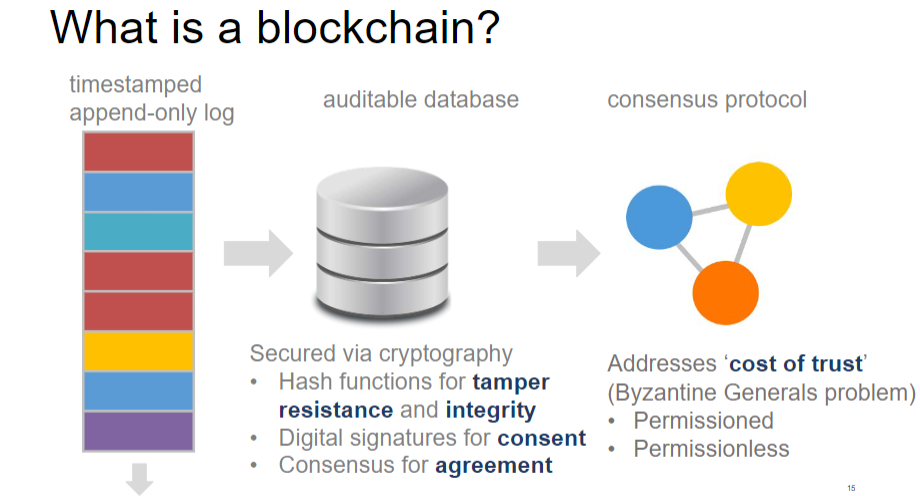 What is a blockchain?
timestamped
append-only log
auditable database
consensus protocol
Secured via cryptography
• Hash functions for tamper
resistance and integrity
• Digital signatures for consent
• Consensus for agreement
Addresses ‘cost of trust’
(Byzantine Generals problem)
• Permissioned
• Permissionless
15